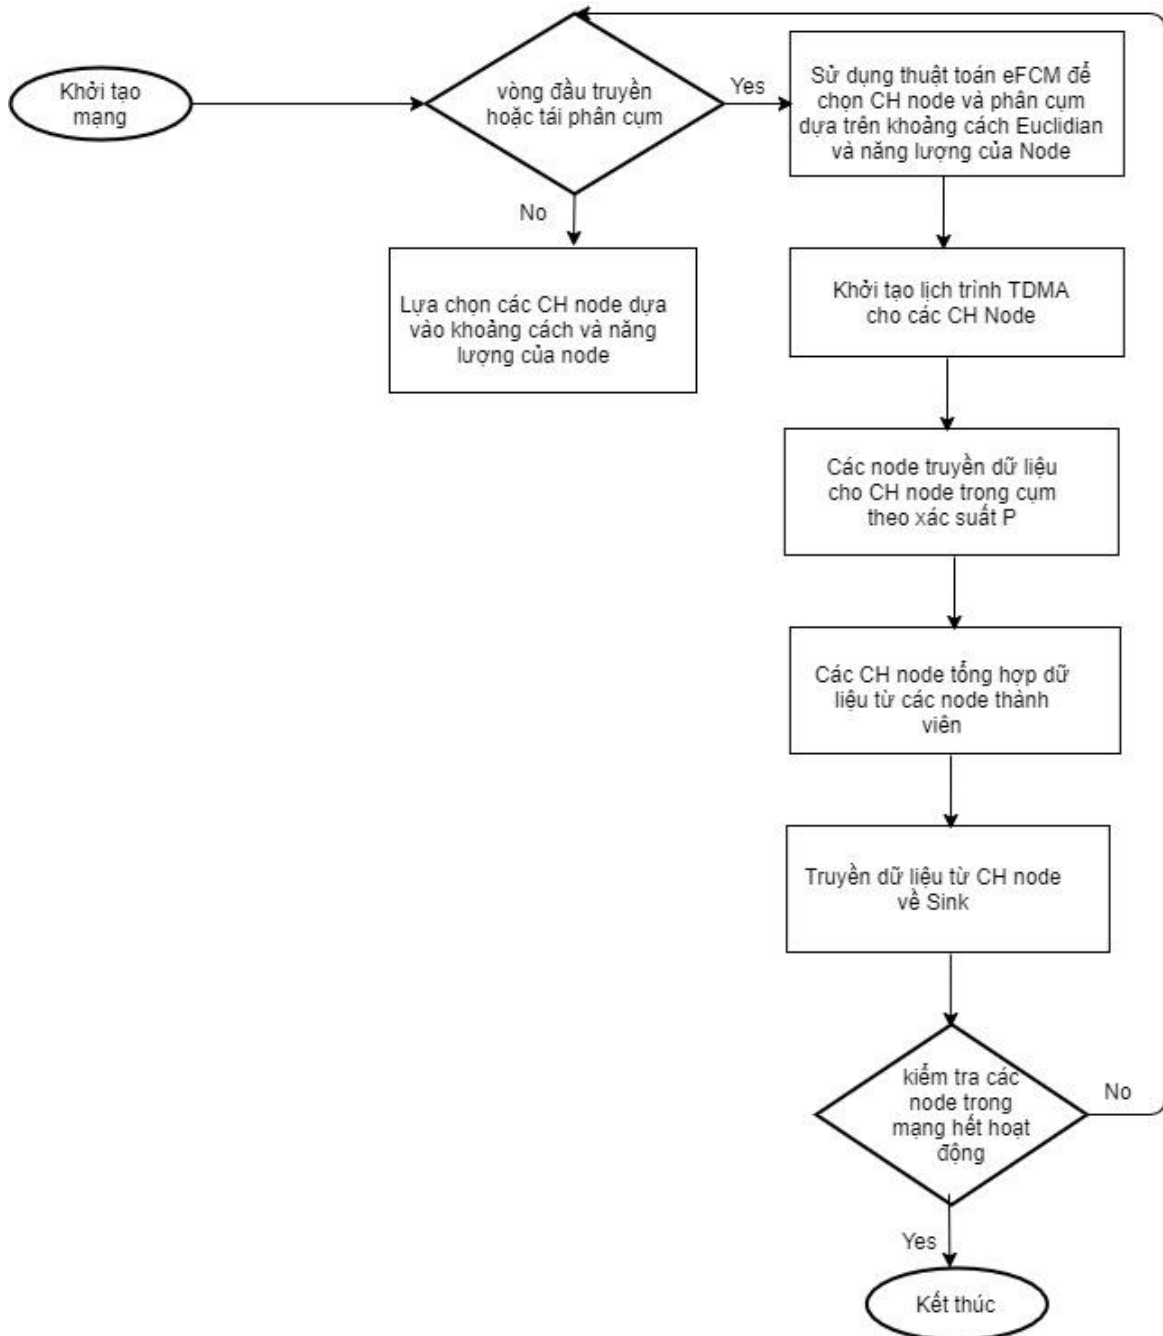 Khởi tạo
mạng
vòng đầu truyền
hoặc tái phân cụm
Yes
Sử dụng thuật toán eFCM để
chọn CH node và phân cụm
dựa trên khoảng cách Euclidian
và năng lượng của Node
No
Lựa chọn các CH node dựa
vào khoảng cách và năng
lượng của node
Khởi tạo lịch trình TDMA
cho các CH Node
Các node truyền dữ liệu
cho CH node trong cụm
theo xác suất P
Các CH node tổng hợp dữ
liệu từ các node thành
viên
Truyền dữ liệu từ CH node
về Sink
kiểm tra các
node trong
mạng hết hoạt
động
No
Yes
Kết thúc